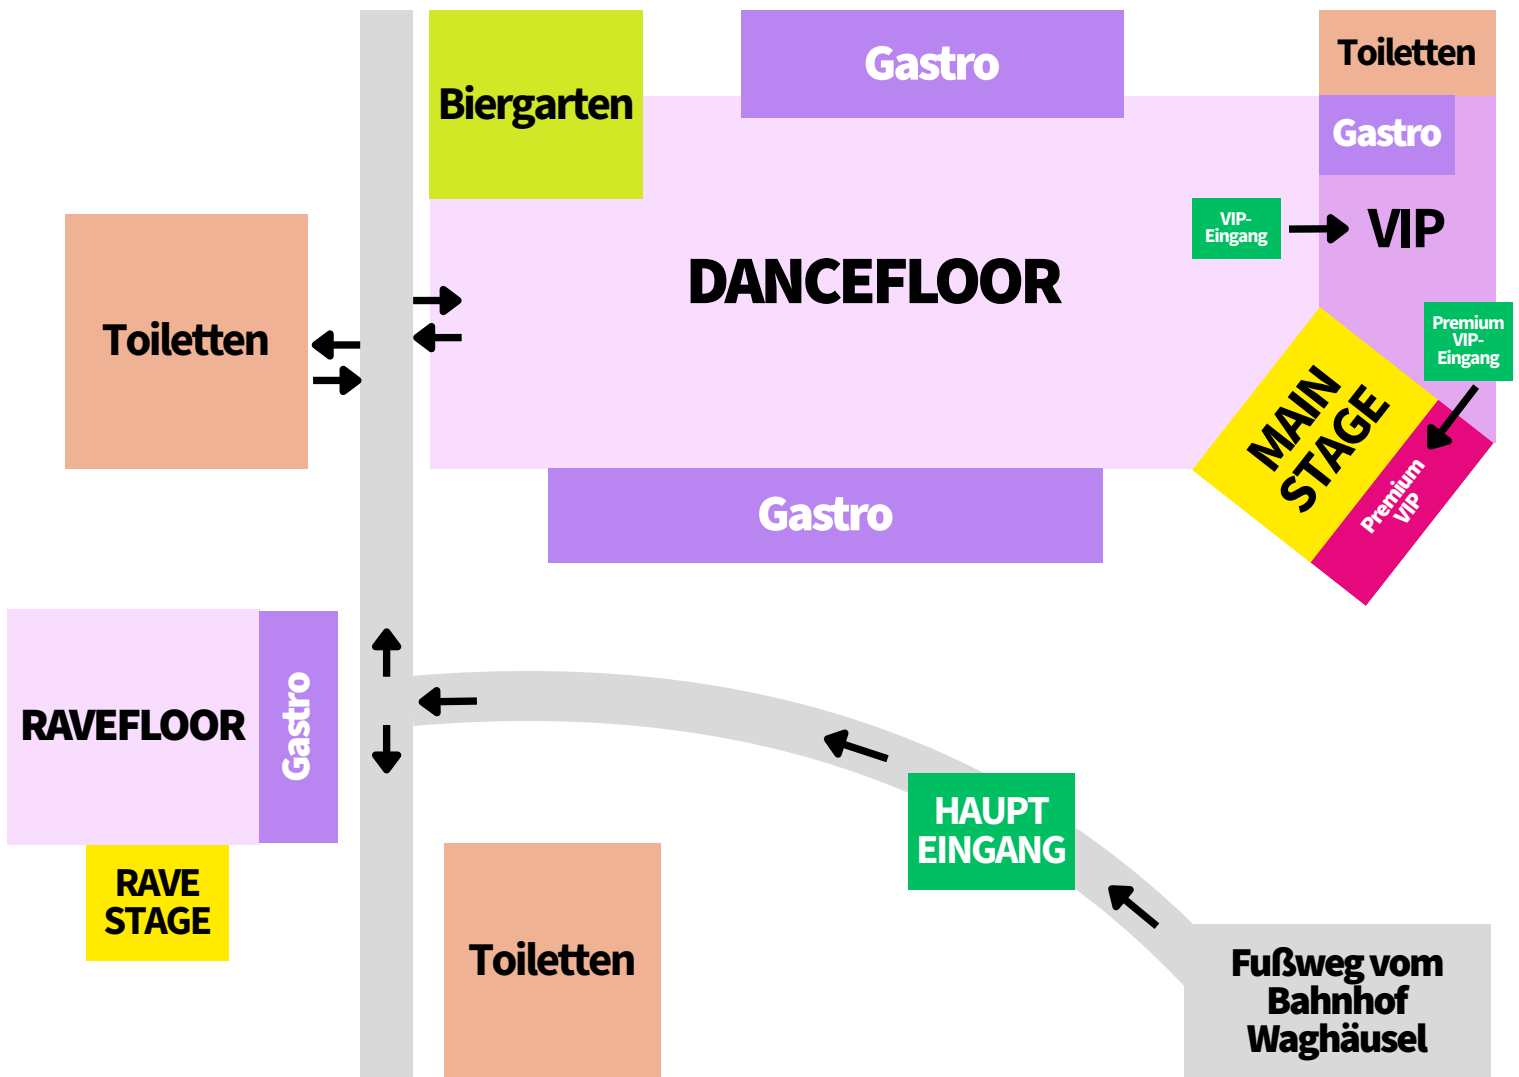 Biergarten
Gastro
Toiletten
Gastro
VIP-
Eingang
VIP
DANCEFLOOR
Toiletten
Premium
VIP-
Eingang
MAIN
STAGE
Premium
VIP
Gastro
RAVEFLOOR
Gastro
HAUPT
EINGANG
RAVE
STAGE
Toiletten
Fußweg vom
Bahnhof
Waghäusel